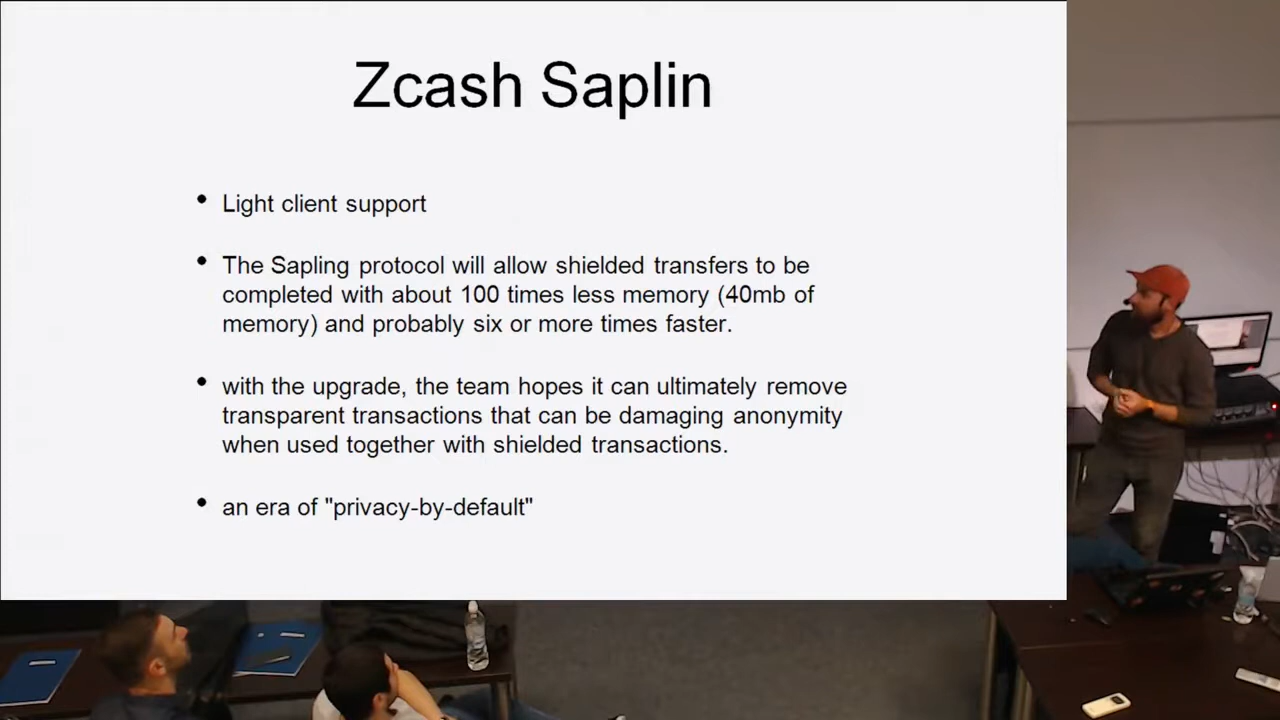 Zcash Saplin
• Light client support
• The Sapling protocol will allow shielded transfers to be
completed with about 100 times less memory (40mb of
memory) and probably six or more times faster.
• with the upgrade, the team hopes it can ultimately remove
transparent transactions that can be damaging anonymity
when used together with shielded transactions.
• an era of "privacy-by-default"